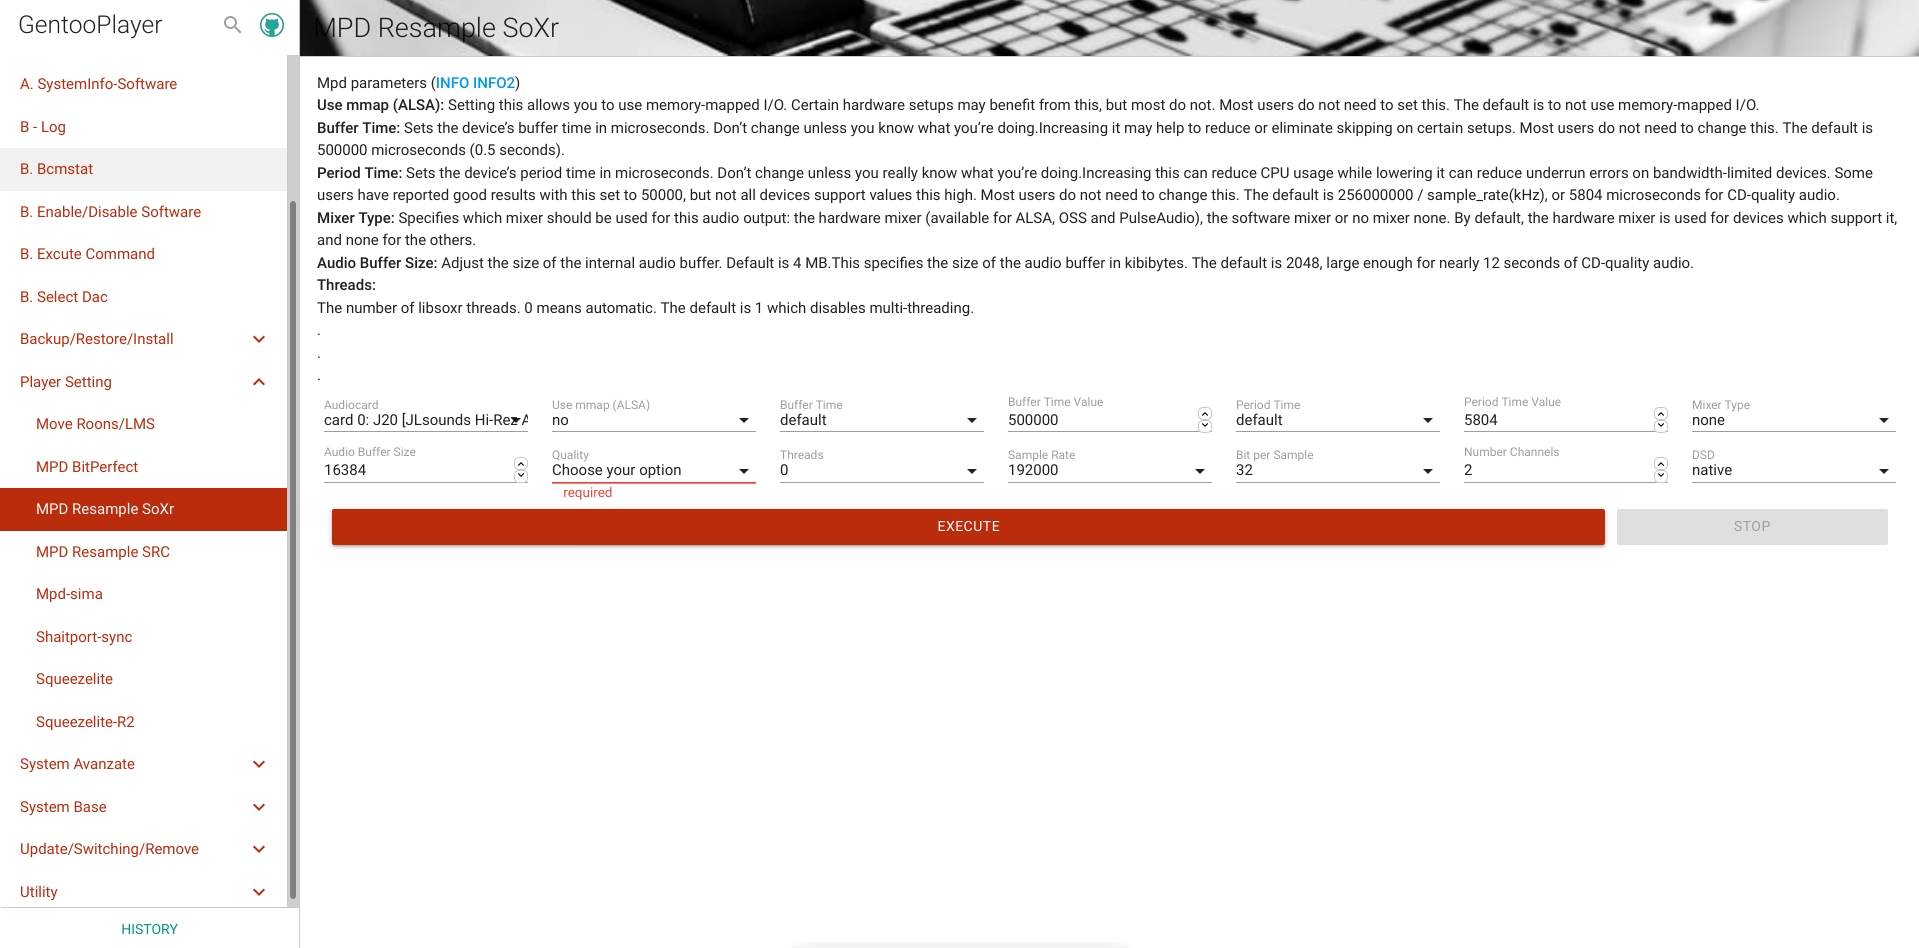 GentooPlayer
MPD Resample SoXr
A. SystemInfo-Software
B - Log
B. Bcmstat
B. Enable/Disable Software
B. Excute Command
B. Select Dac
Backup/Restore/Install
Player Setting
Move Roons/LMS
MPD BitPerfect
MPD Resample SoXr
MPD Resample SRC
Mpd-sima
Shaitport-sync
Squeezelite
Squeezelite-R2
System Avanzate
System Base
Update/Switching/Remove
Utility
HISTORY
Mpd parameters (INFO INFO2)
Use mmap (ALSA): Setting this allows you to use memory-mapped I/O. Certain hardware setups may benefit from this, but most do not. Most users do not need to set this. The default is to not use memory-mapped I/O.
Buffer Time: Sets the device’s buffer time in microseconds. Don’t change unless you know what you’re doing.Increasing it may help to reduce or eliminate skipping on certain setups. Most users do not need to change this. The default is
500000 microseconds (0.5 seconds).
Period Time: Sets the device’s period time in microseconds. Don’t change unless you really know what you’re doing.Increasing this can reduce CPU usage while lowering it can reduce underrun errors on bandwidth-limited devices. Some
users have reported good results with this set to 50000, but not all devices support values this high. Most users do not need to change this. The default is 256000000 / sample_rate(kHz), or 5804 microseconds for CD-quality audio.
Mixer Type: Specifies which mixer should be used for this audio output: the hardware mixer (available for ALSA, OSS and PulseAudio), the software mixer or no mixer none. By default, the hardware mixer is used for devices which support it,
and none for the others.
Audio Buffer Size: Adjust the size of the internal audio buffer. Default is 4 MB.This specifies the size of the audio buffer in kibibytes. The default is 2048, large enough for nearly 12 seconds of CD-quality audio.
Threads:
The number of libsoxr threads. 0 means automatic. The default is 1 which disables multi-threading.
.
.
.
Audiocard Use mmap (ALSA) Buffer Time Buffer Time Value Period Time Period Time Value Mixer Type
card 0: J20 [JLsounds Hi-Rez A no default 500000 default 5804 none
Audio Buffer Size Quality Threads Sample Rate Bit per Sample Number Channels DSD
16384 Choose your option 0 192000 32 2 native
required
EXECUTE STOP